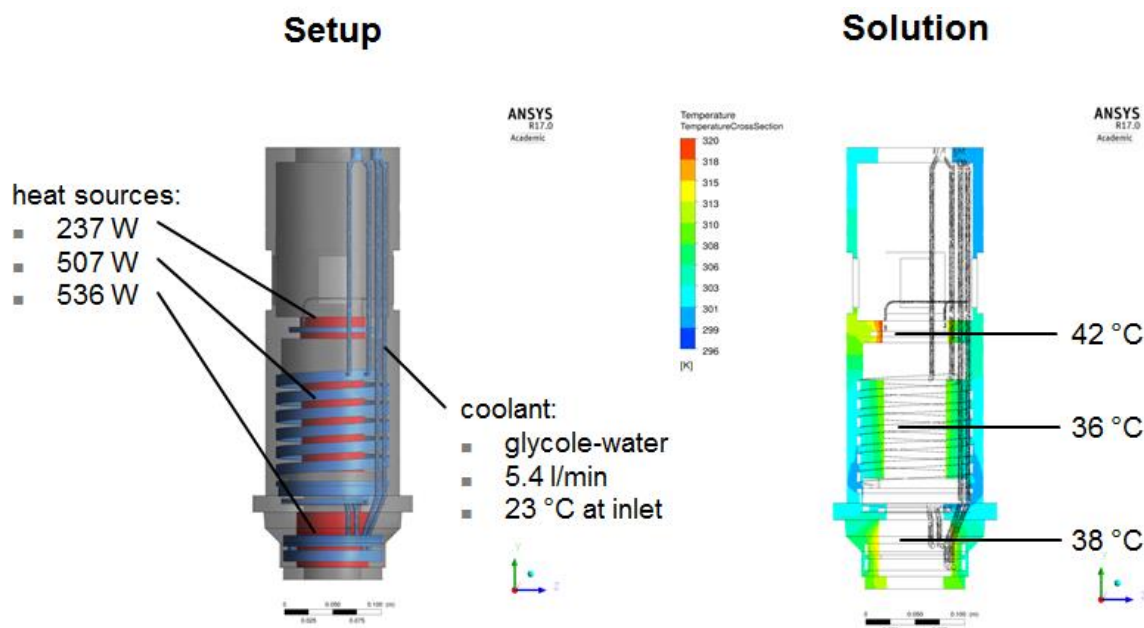 Setup
Solution
ANSYS
R17.0
Academic
Temperature
TemperatureCrossSection
320
318
315
313
310
308
306
303
301
299
296
[K]
ANSYS
R17.0
Academic
heat sources:
▪ 237 W
▪ 507 W
▪ 536 W
coolant:
▪ glycole-water
▪ 5.4 l/min
▪ 23 °C at inlet
42 °C
36 °C
38 °C
Y
Z
0 0.050 0.100 (m)
0.025 0.075
Y
0 0.050 0.100 (m)